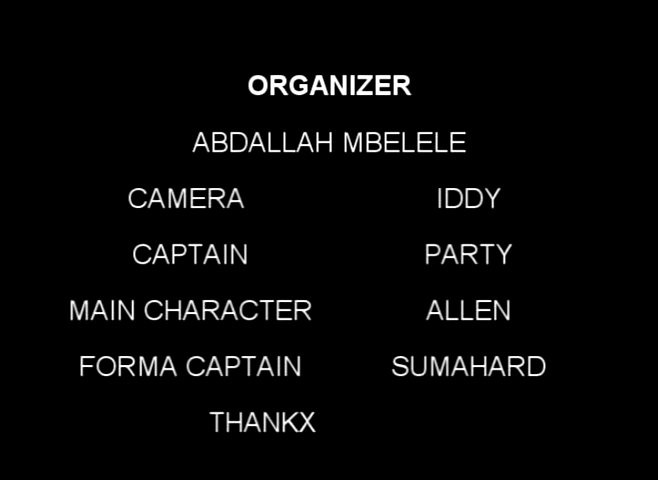 ORGANIZER
ABDALLAH MBELELE
CAMERA IDDY
CAPTAIN PARTY
MAIN CHARACTER ALLEN
FORMA CAPTAIN SUMAHARD
THANKX